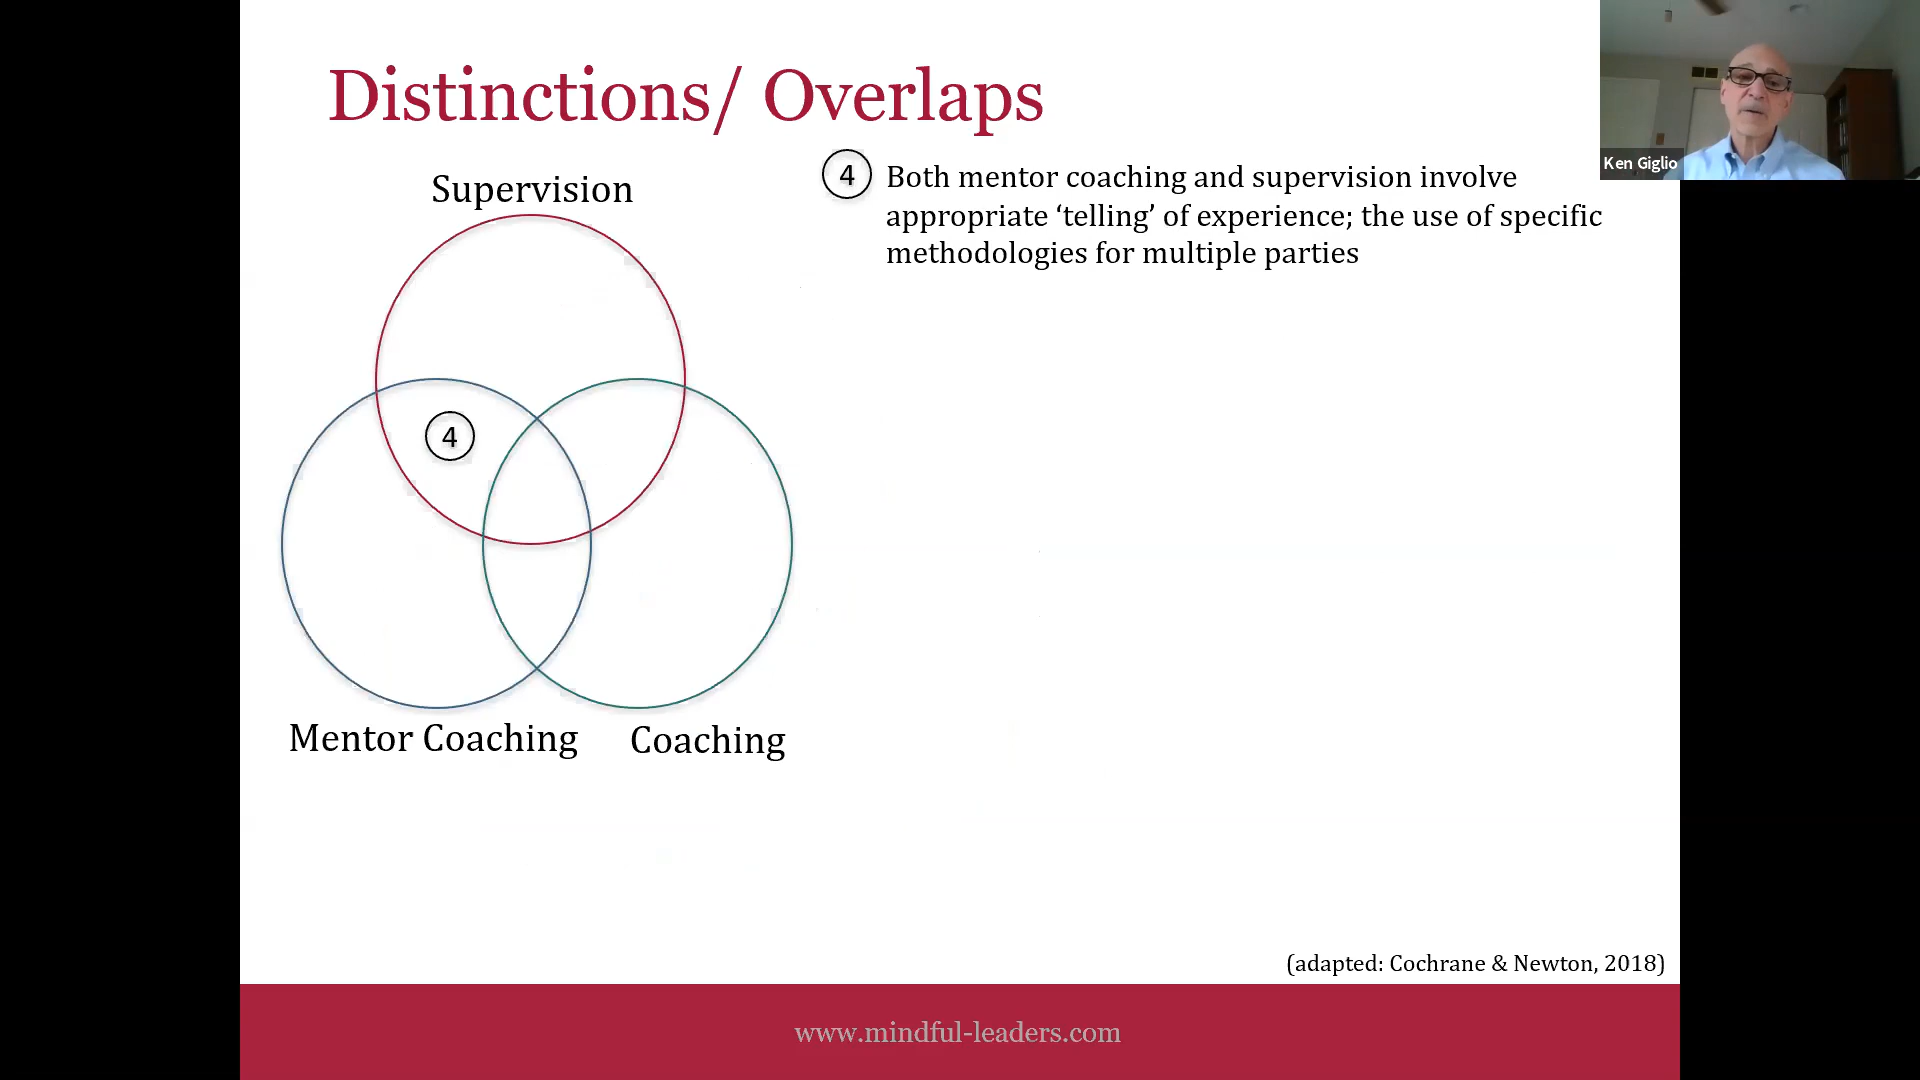 Distinctions/ Overlaps
Ken Giglio
Supervision
4 Both mentor coaching and supervision involve
appropriate ‘telling’ of experience; the use of specific
methodologies for multiple parties
4
Mentor Coaching
Coaching
(adapted: Cochrane & Newton, 2018)
www.mindful-leaders.com